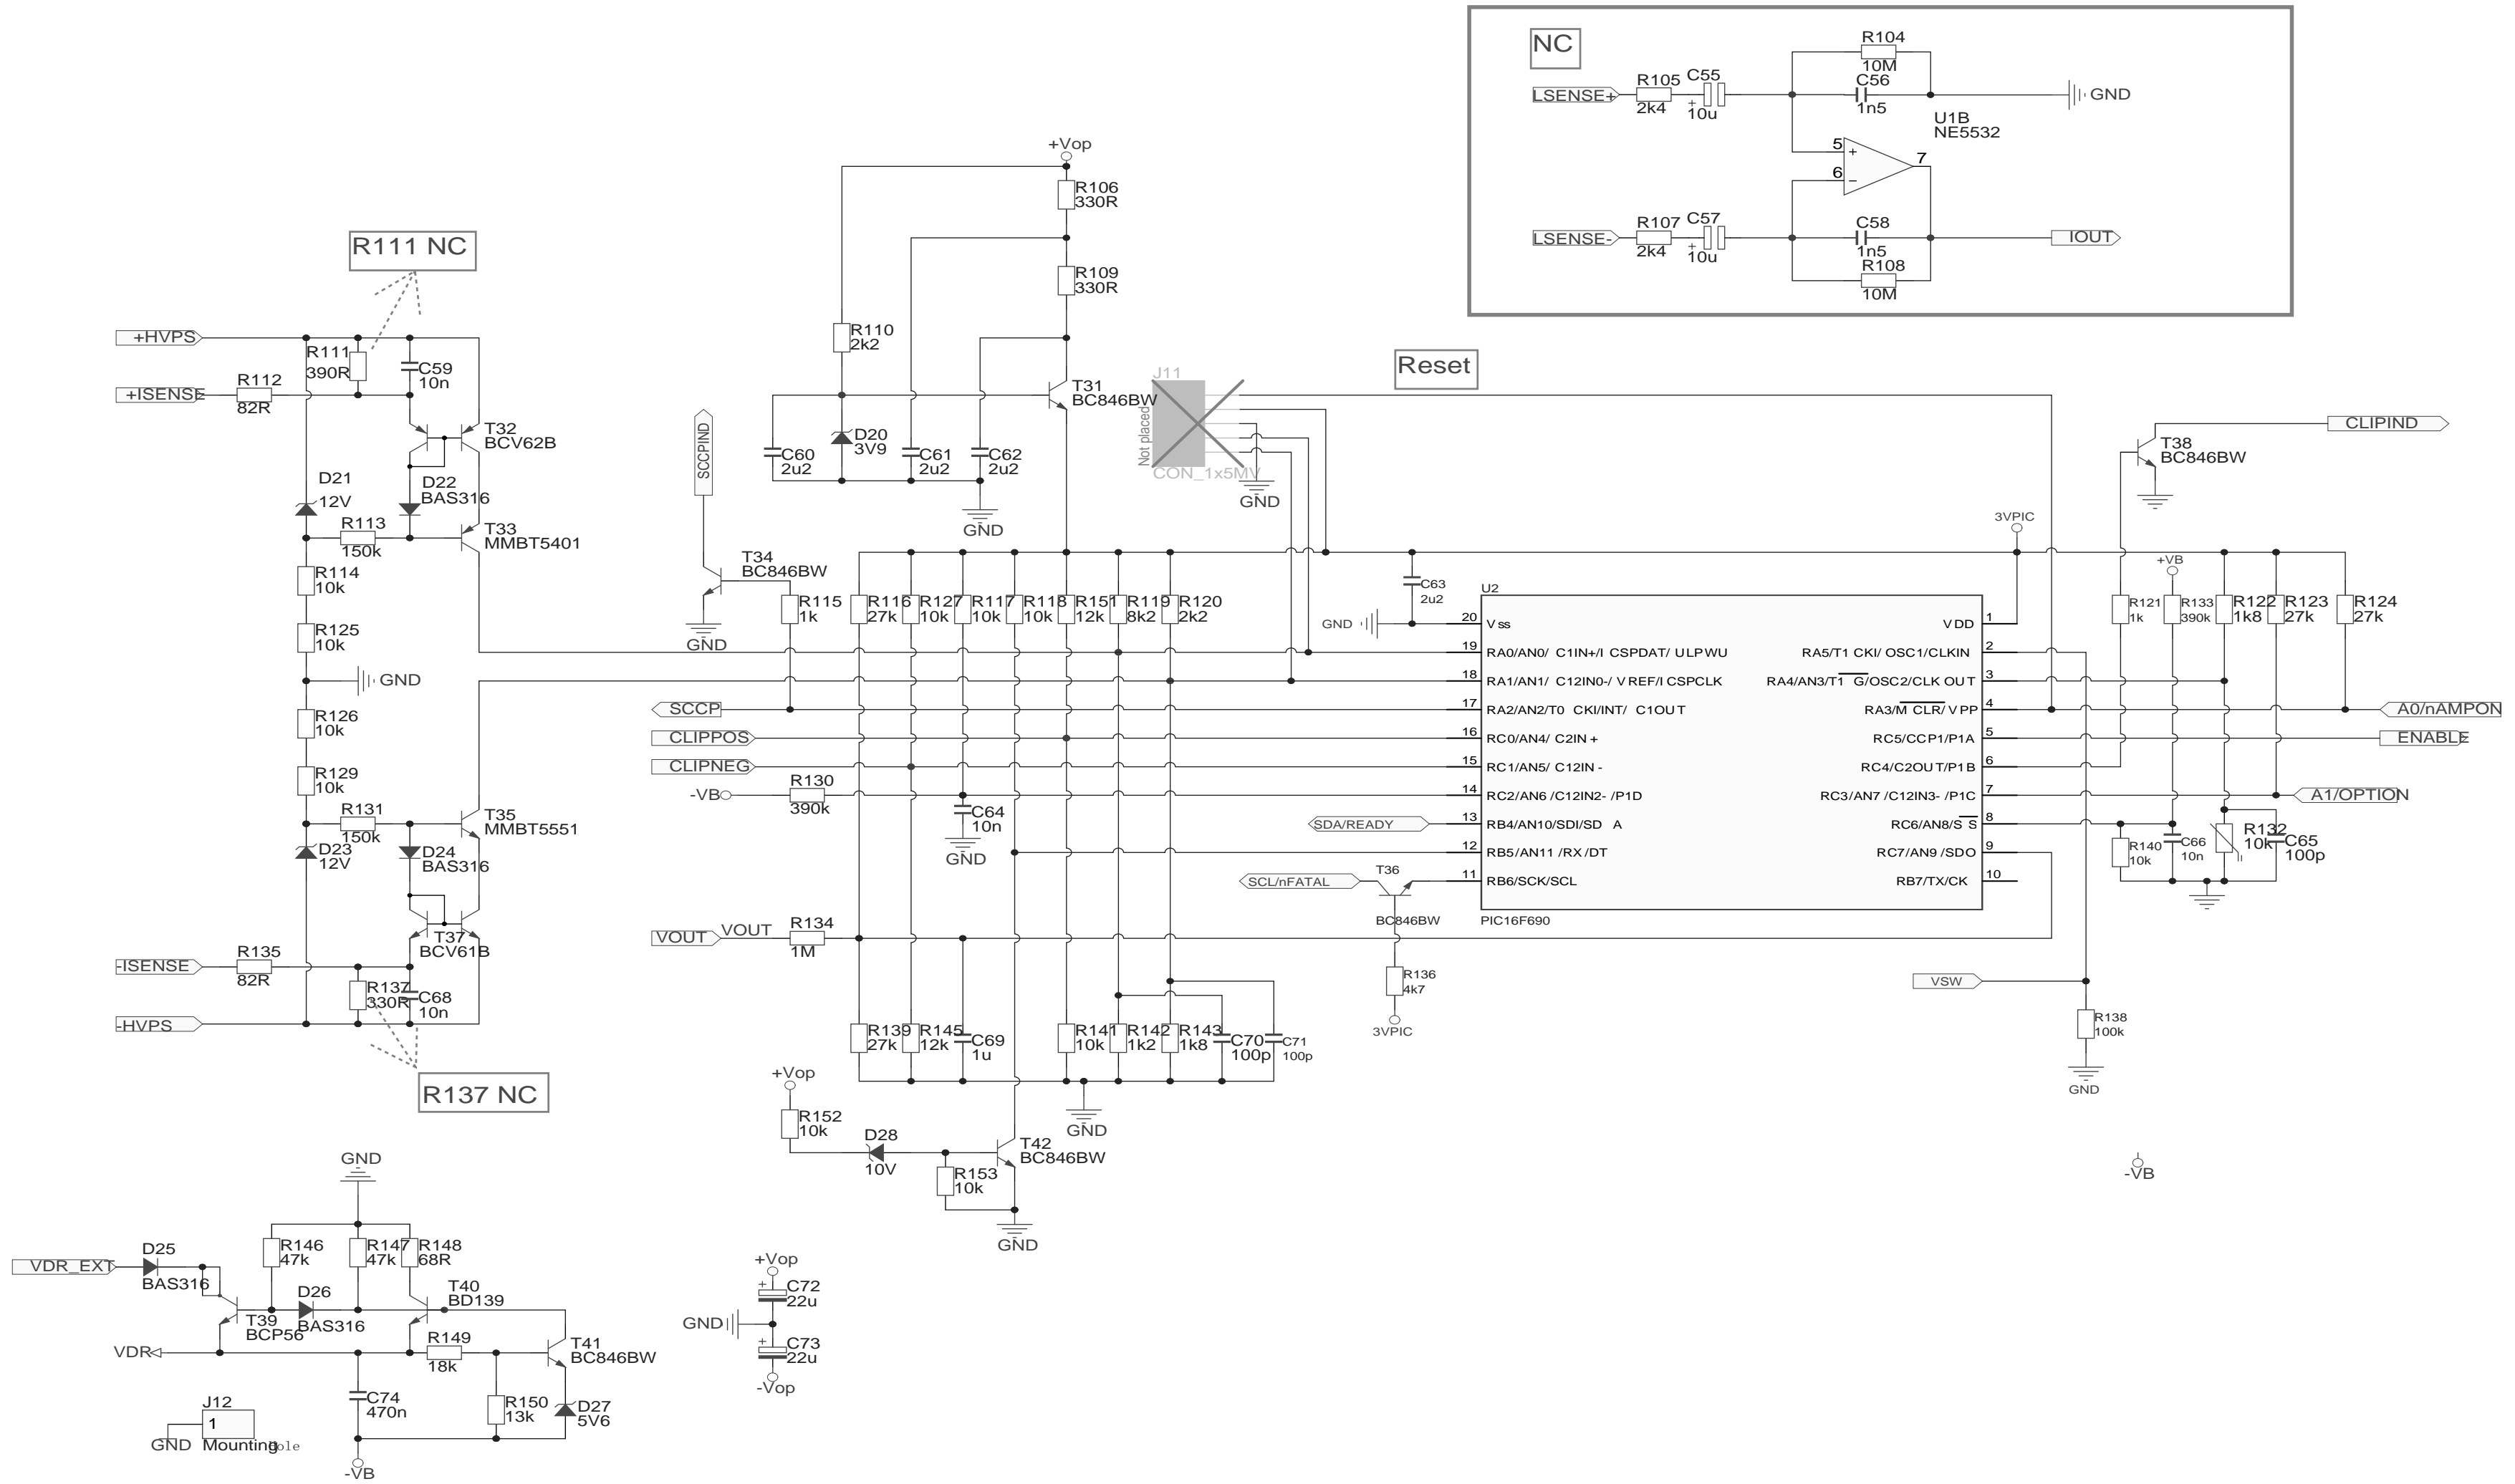 NC
R104
10M
LSENSE+
R105
2k4
C55
+
10u
C56
1n5
GND
U1B
NE5532
5
+
6
–
7
LSENSE-
R107
2k4
C57
+
10u
C58
1n5
R108
10M
IOUT
+Vop
R106
330R
R109
330R
R110
2k2
T31
BC846BW
C60
2u2
D20
3V9
C61
2u2
C62
2u2
GND
J11
Not placed
CON_1x5MV
GND
Reset
R111 NC
+HVPS
R111
390R
C59
10n
+ISENSE
R112
82R
T32
BCV62B
D21
12V
D22
BAS316
R113
150k
T33
MMBT5401
R114
10k
R125
10k
GND
R126
10k
R129
10k
R131
150k
T35
MMBT5551
D23
12V
D24
BAS316
T37
BCV61B
-ISENSE
R135
82R
R137
330R
C68
10n
-HVPS
R137 NC
SCCPIND
T34
BC846BW
GND
R115
1k
R116
27k
R127
10k
R117
10k
R118
10k
R151
12k
R119
8k2
R120
2k2
C63
2u2
GND
3VPIC
CLIPIND
T38
BC846BW
+VB
R121
1k
R133
390k
R122
1k8
R123
27k
R124
27k
U2
20
Vss
VDD
1
19
RA0/AN0/ C1IN+/I CSPDAT/ ULPWU
RA5/T1 CKI/ OSC1/CLKIN
2
18
RA1/AN1/ C12IN0-/ V REF/I CSPCLK
RA4/AN3/T1 G/OSC2/CLK OUT
3
SCCP
17
RA2/AN2/T0 CKI/INT/ C1OUT
RA3/M CLR/ V PP
4
A0/nAMPON
CLIPPOS
16
RC0/AN4/ C2IN +
RC5/CCP1/P1A
5
ENABLE
CLIPNEG
15
RC1/AN5/ C12IN -
RC4/C2OUT/P1B
6
-VB
R130
390k
14
RC2/AN6 /C12IN2- /P1D
RC3/AN7 /C12IN3- /P1C
7
A1/OPTION
C64
10n
GND
SDA/READY
13
RB4/AN10/SDI/SD A
RC6/AN8/S S
8
12
RB5/AN11 /RX /DT
RC7/AN9 /SDO
9
SCL/nFATAL
T36
BC846BW
11
RB6/SCK/SCL
RB7/TX/CK
10
PIC16F690
R140
10k
C66
10n
R132
10k
C65
100p
VOUT
VOUT
R134
1M
R136
4k7
3VPIC
VSW
R138
100k
GND
R139
27k
R145
12k
C69
1u
R141
10k
R142
1k2
R143
1k8
C70
100p
C71
100p
GND
+Vop
R152
10k
D28
10V
R153
10k
T42
BC846BW
GND
-VB
GND
VDR_EXT
D25
BAS316
R146
47k
R147
47k
R148
68R
T39
BCP56
D26
BAS316
T40
BD139
VDR
R149
18k
T41
BC846BW
C74
470n
R150
13k
D27
5V6
-VB
J12
1
GND
MountingHole
+Vop
+
C72
22u
GND
+
C73
22u
-Vop